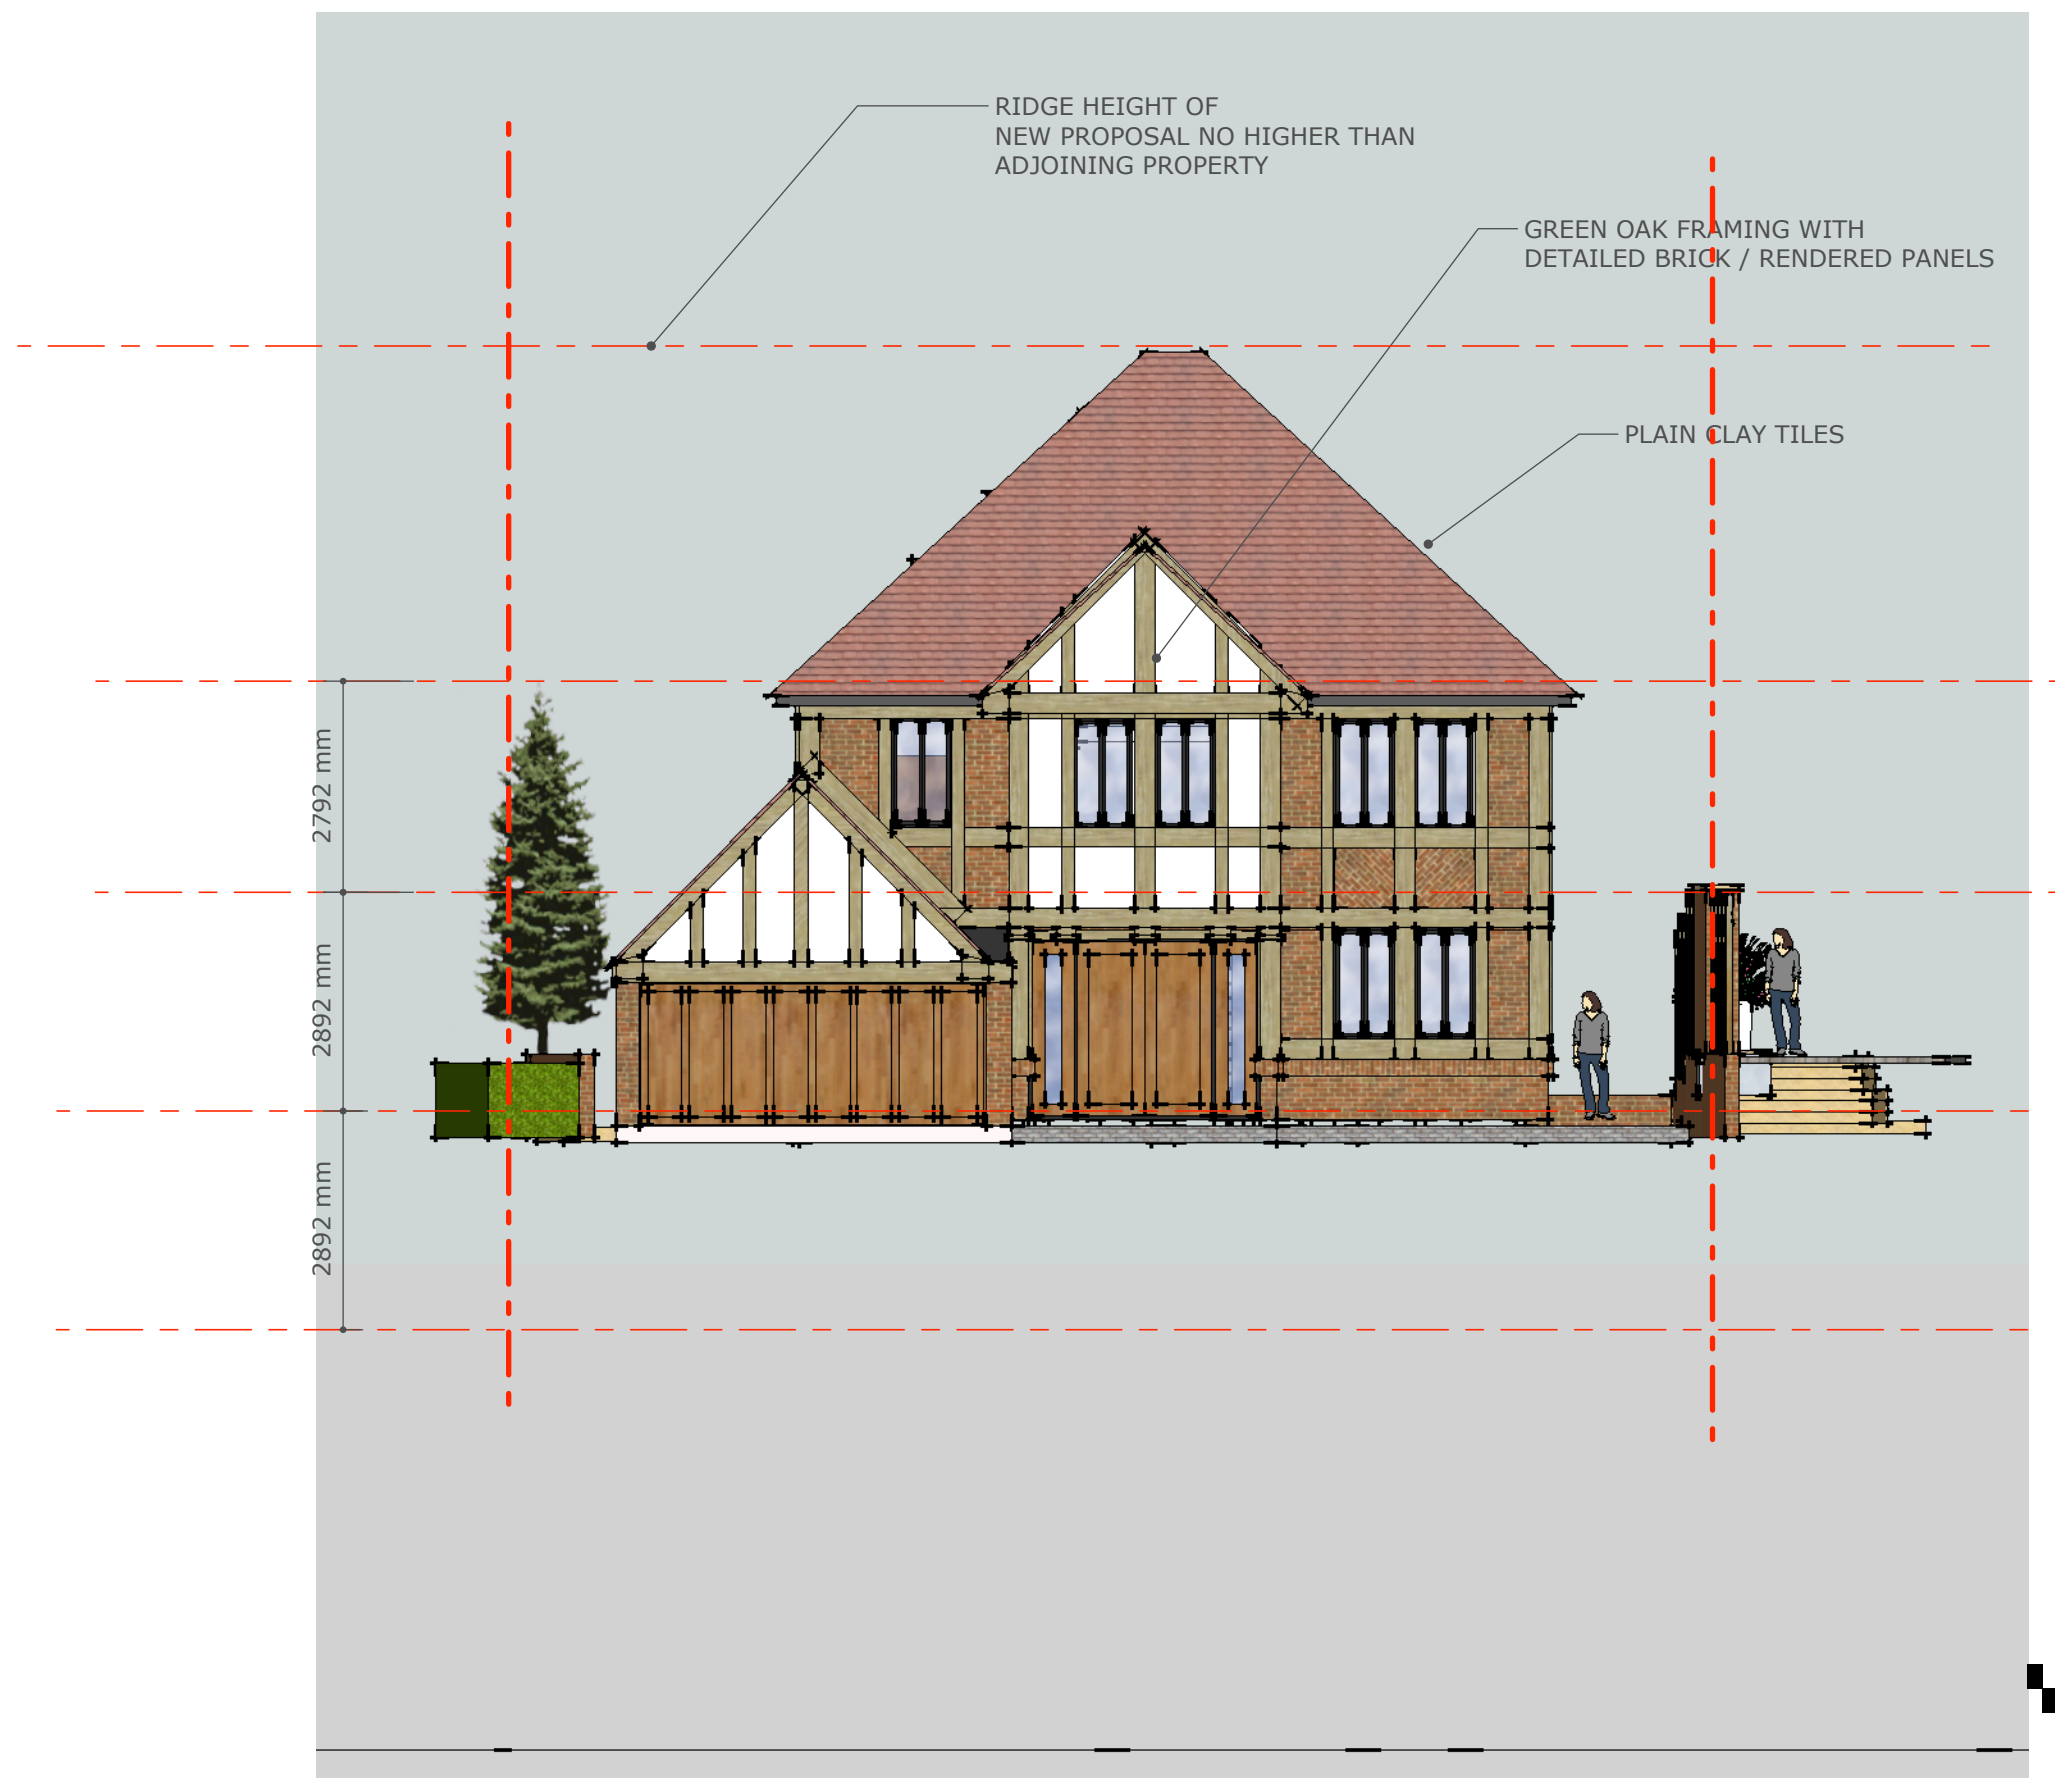 RIDGE HEIGHT OF
NEW PROPOSAL NO HIGHER THAN
ADJOINING PROPERTY
GREEN OAK FRAMING WITH
DETAILED BRICK / RENDERED PANELS
PLAIN CLAY TILES
2792 mm
2892 mm
2892 mm